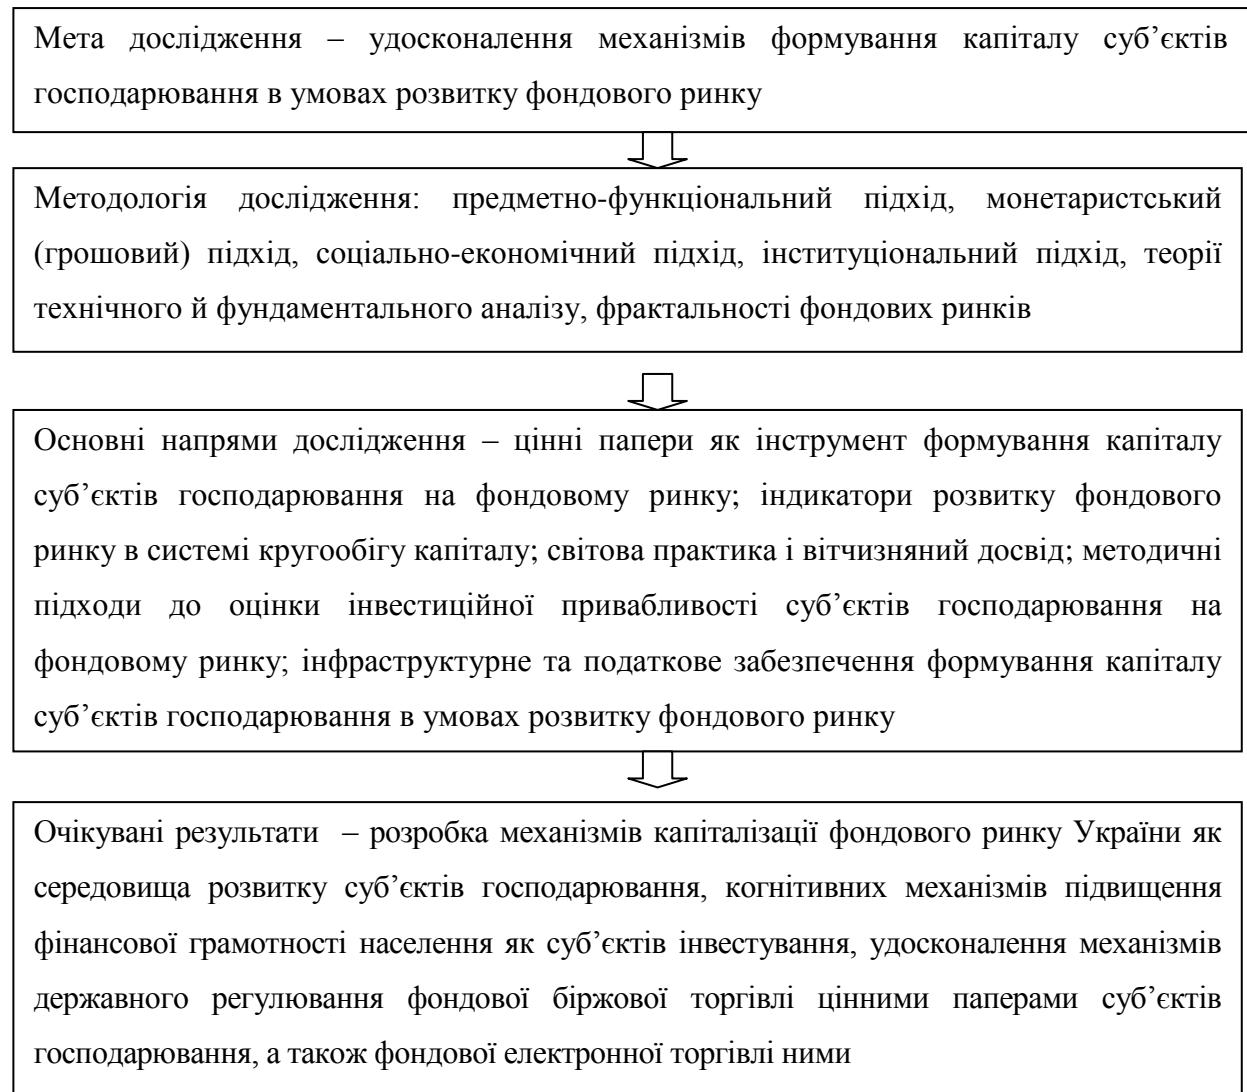 Мета дослідження – удосконалення механізмів формування капіталу суб’єктів
господарювання в умовах розвитку фондового ринку
Методологія дослідження: предметно-функціональний підхід, монетаристський
(грошовий) підхід, соціально-економічний підхід, інституціональний підхід, теорії
технічного й фундаментального аналізу, фрактальності фондових ринків
Основні напрями дослідження – цінні папери як інструмент формування капіталу
суб’єктів господарювання на фондовому ринку; індикатори розвитку фондового
ринку в системі кругообігу капіталу; світова практика і вітчизняний досвід; методичні
підходи до оцінки інвестиційної привабливості суб’єктів господарювання на
фондовому ринку; інфраструктурне та податкове забезпечення формування капіталу
суб’єктів господарювання в умовах розвитку фондового ринку
Очікувані результати – розробка механізмів капіталізації фондового ринку України як
середовища розвитку суб’єктів господарювання, когнітивних механізмів підвищення
фінансової грамотності населення як суб’єктів інвестування, удосконалення механізмів
державного регулювання фондової біржової торгівлі цінними паперами суб’єктів
господарювання, а також фондової електронної торгівлі ними